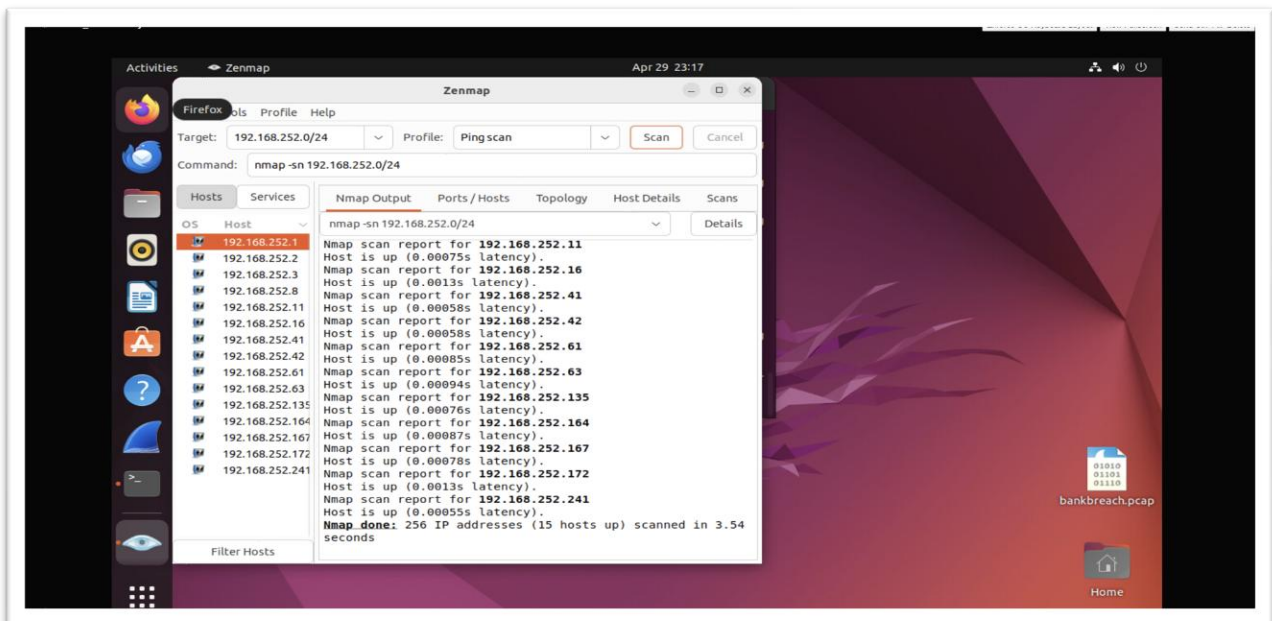 Activities Zenmap Apr 29 23:17
Zenmap
Firefox ols Profile Help
Target: 192.168.252.0/24 Profile: Ping scan Scan Cancel
Command: nmap -sn 192.168.252.0/24
Hosts Services Nmap Output Ports / Hosts Topology Host Details Scans
OS Host nmap -sn 192.168.252.0/24 Details
192.168.252.1
192.168.252.2
192.168.252.3
192.168.252.8
192.168.252.11
192.168.252.16
192.168.252.41
192.168.252.42
192.168.252.61
192.168.252.63
192.168.252.135
192.168.252.164
192.168.252.167
192.168.252.172
192.168.252.241
Filter Hosts
Nmap scan report for 192.168.252.11
Host is up (0.00075s latency).
Nmap scan report for 192.168.252.16
Host is up (0.0013s latency).
Nmap scan report for 192.168.252.41
Host is up (0.00058s latency).
Nmap scan report for 192.168.252.42
Host is up (0.00058s latency).
Nmap scan report for 192.168.252.61
Host is up (0.00085s latency).
Nmap scan report for 192.168.252.63
Host is up (0.00094s latency).
Nmap scan report for 192.168.252.135
Host is up (0.00076s latency).
Nmap scan report for 192.168.252.164
Host is up (0.00087s latency).
Nmap scan report for 192.168.252.167
Host is up (0.00078s latency).
Nmap scan report for 192.168.252.172
Host is up (0.0013s latency).
Nmap scan report for 192.168.252.241
Host is up (0.00055s latency).
Nmap done: 256 IP addresses (15 hosts up) scanned in 3.54
seconds
01010
01101
01110
bankbreach.pcap
Home